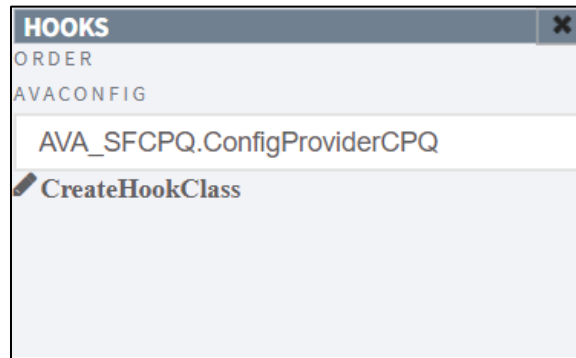 HOOKS
ORDER
AVACONFIG
AVA_SFCPQ.ConfigProviderCPQ
CreateHookClass